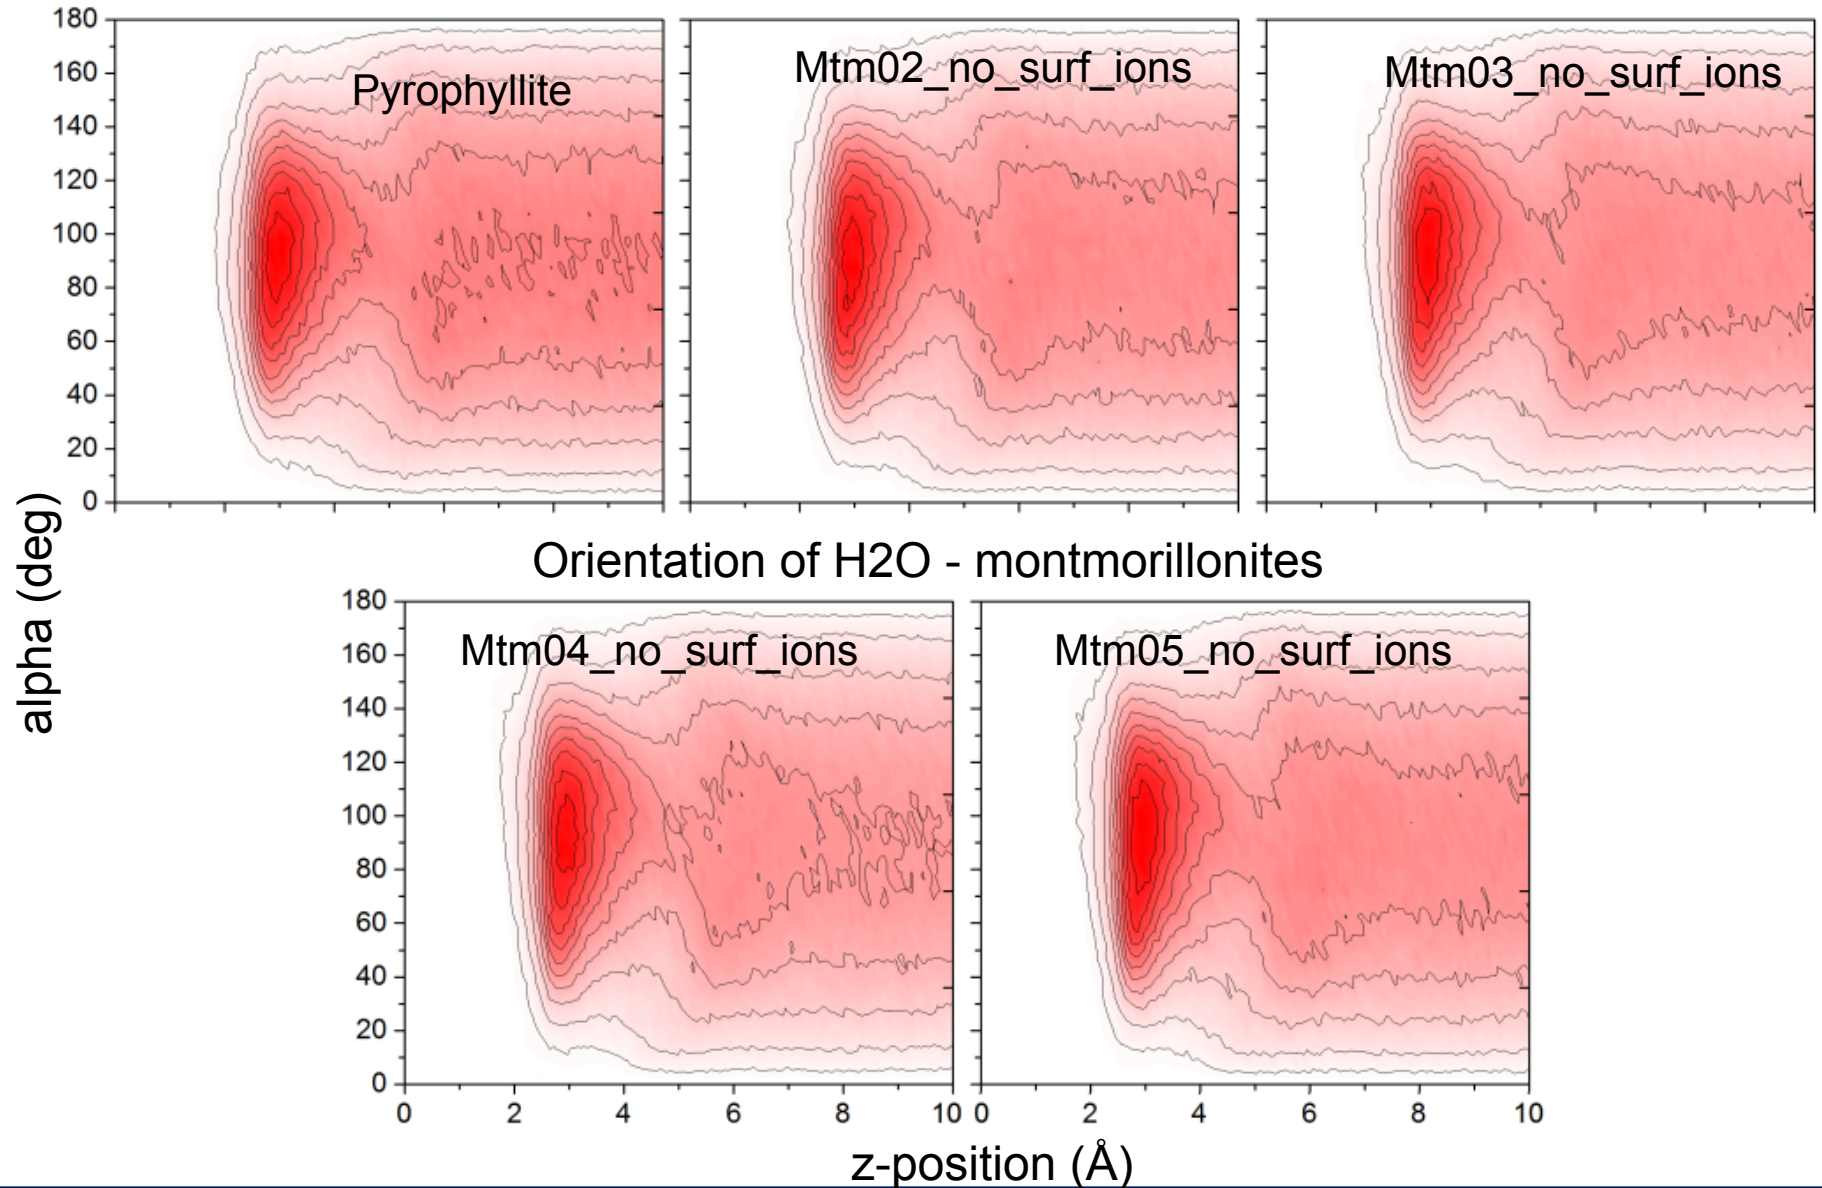 180
160
140
120
100
80
60
40
20
0
Pyrophyllite
Mtm02_no_surf_ions
Mtm03_no_surf_ions
alpha (deg)
Orientation of H2O - montmorillonites
180
160
140
120
100
80
60
40
20
0
Mtm04_no_surf_ions
Mtm05_no_surf_ions
0 2 4 6 8 10 0 2 4 6 8 10
z-position (Å)